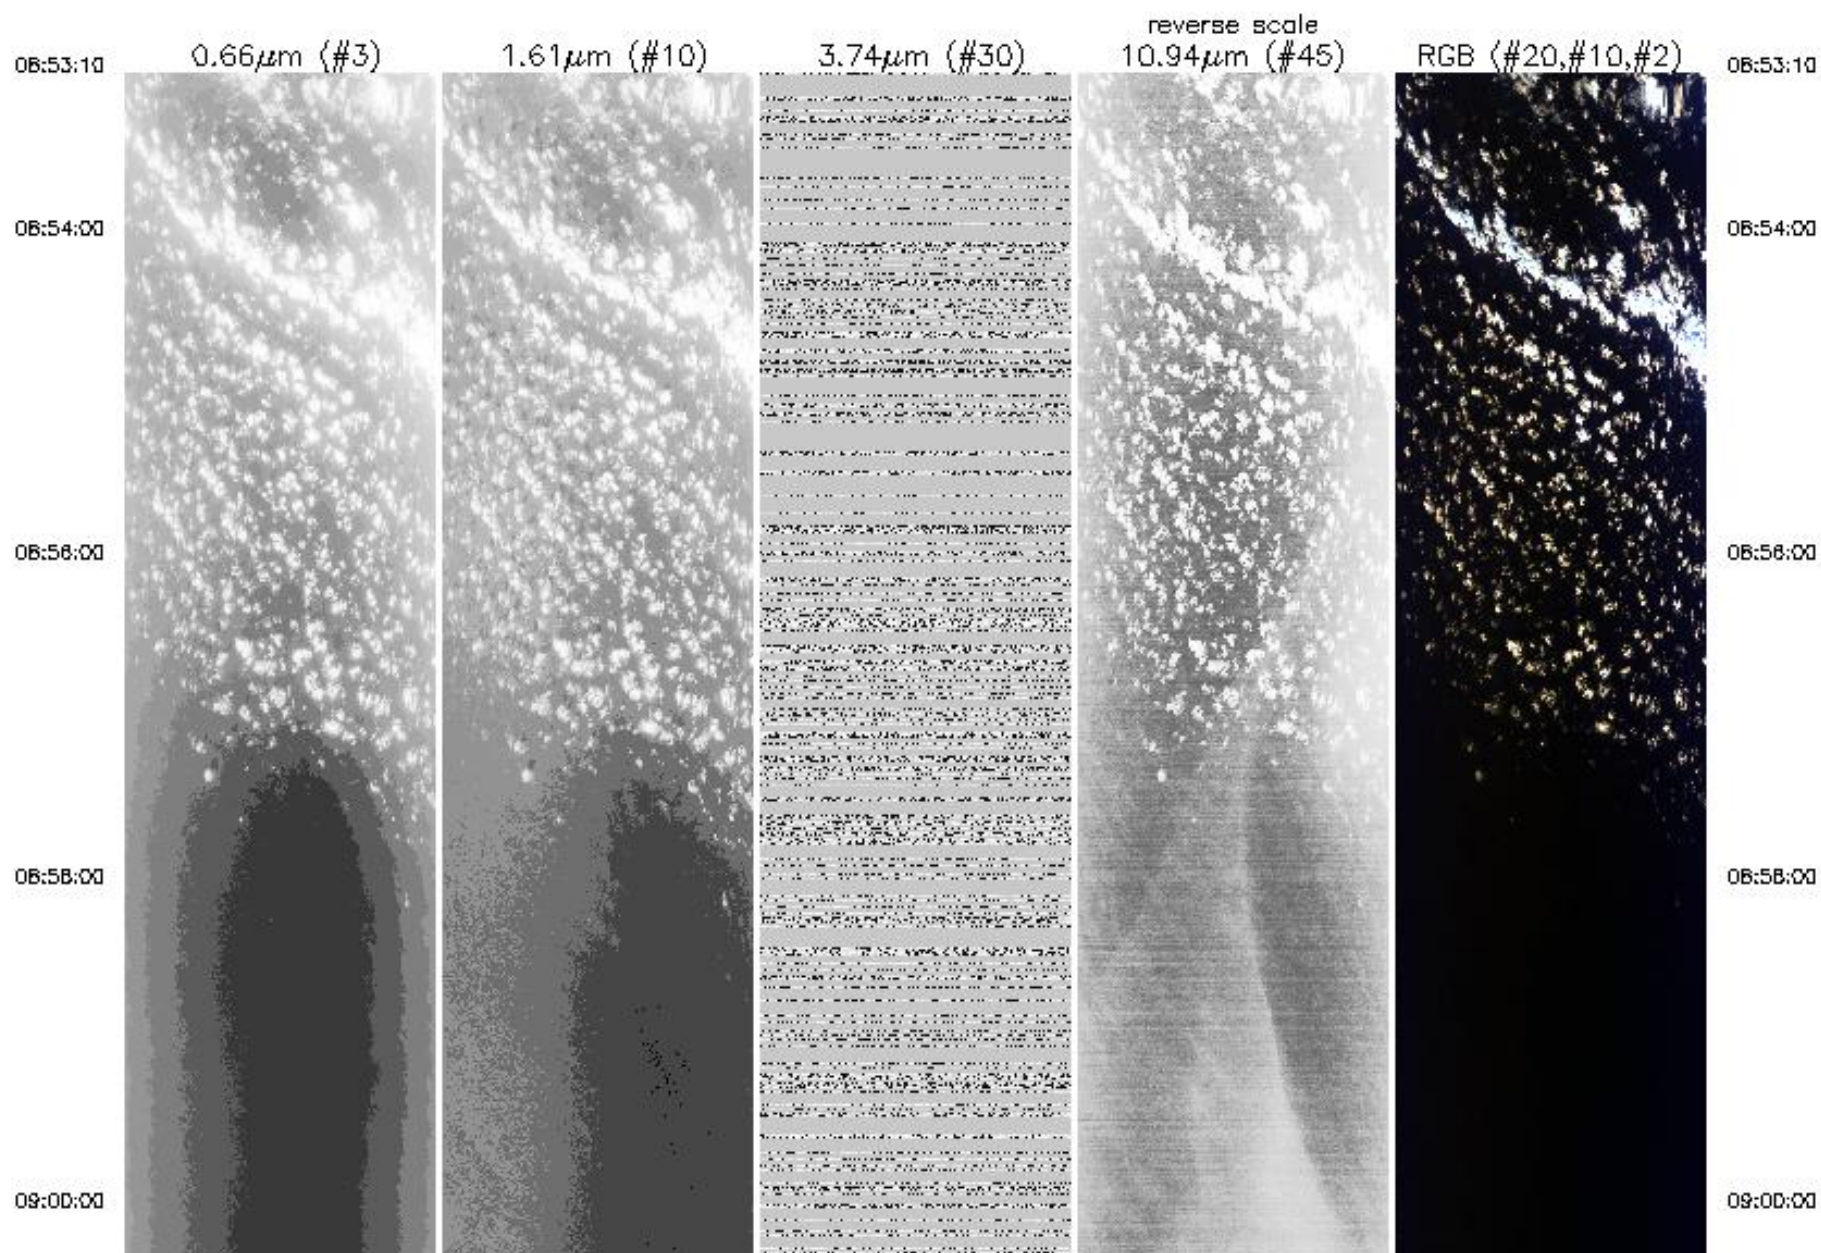 reverse scale
08:53:10 0.66μm (#3) 1.61μm (#10) 3.74μm (#30) 10.94μm (#45) RGB (#20,#10,#2) 08:53:10
08:54:00 08:54:00
08:56:00 08:56:00
08:58:00 08:58:00
09:00:00 09:00:00